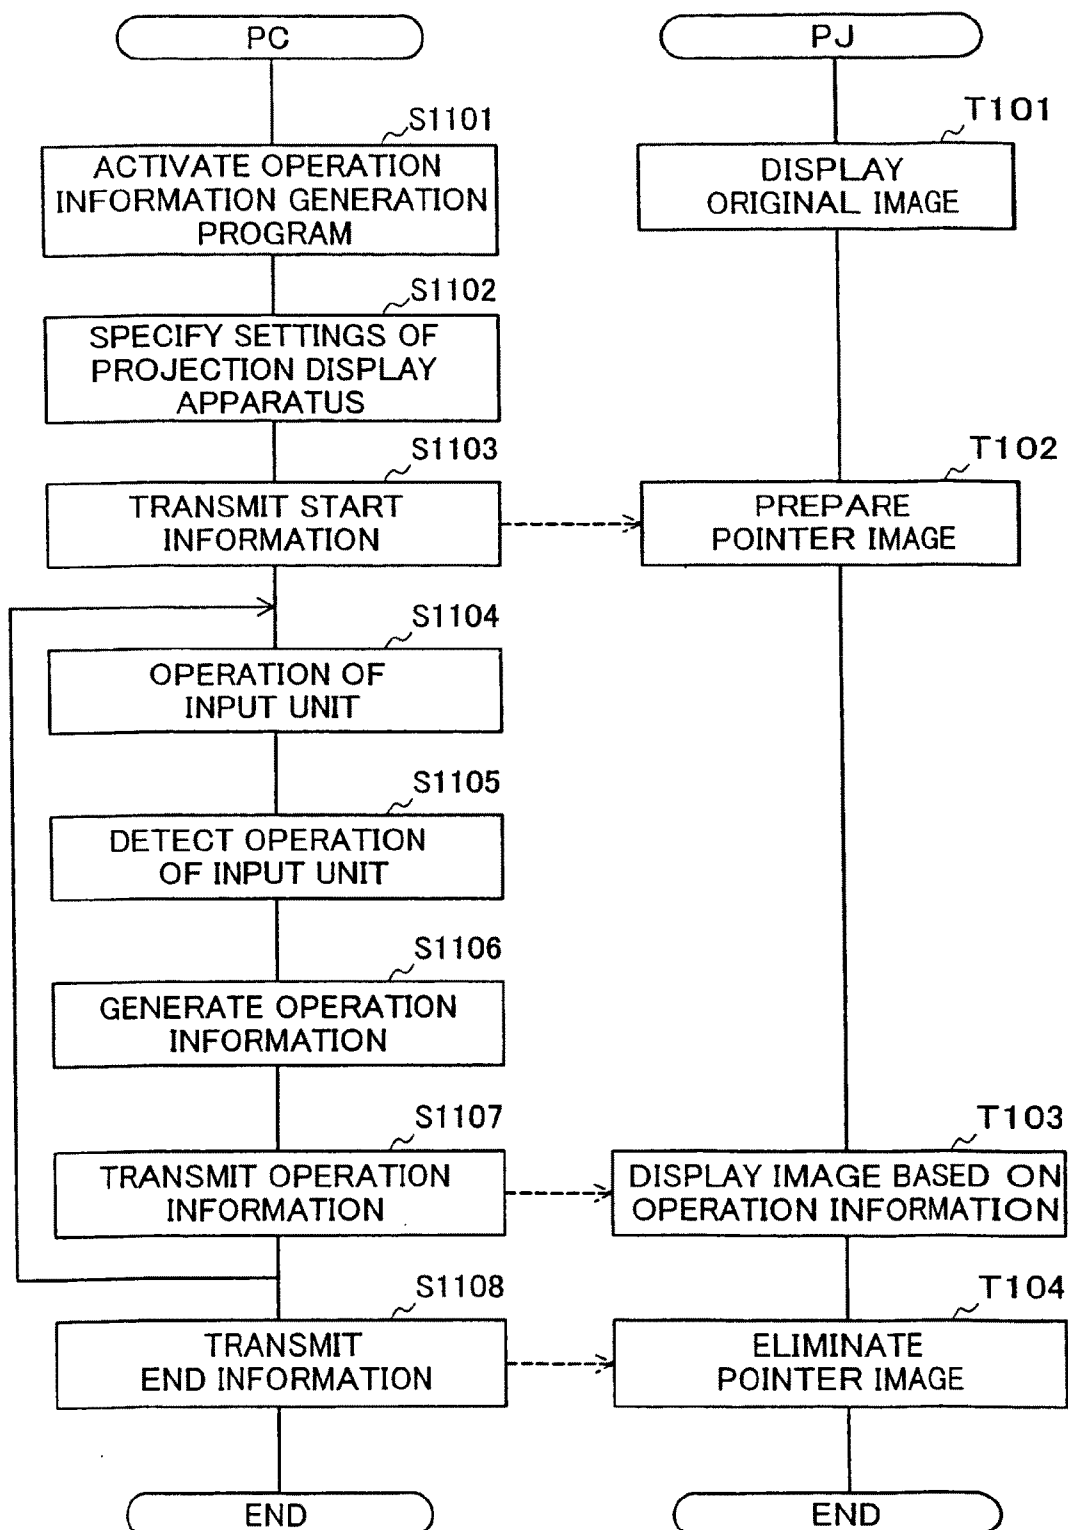 PC
S1101
ACTIVATE OPERATION
INFORMATION GENERATION
PROGRAM
S1102
SPECIFY SETTINGS OF
PROJECTION DISPLAY
APPARATUS
S1103
TRANSMIT START
INFORMATION
S1104
OPERATION OF
INPUT UNIT
S1105
DETECT OPERATION
OF INPUT UNIT
S1106
GENERATE OPERATION
INFORMATION
S1107
TRANSMIT OPERATION
INFORMATION
S1108
TRANSMIT
END INFORMATION
END
PJ
T101
DISPLAY
ORIGINAL IMAGE
T102
PREPARE
POINTER IMAGE
T103
DISPLAY IMAGE BASED ON
OPERATION INFORMATION
T104
ELIMINATE
POINTER IMAGE
END